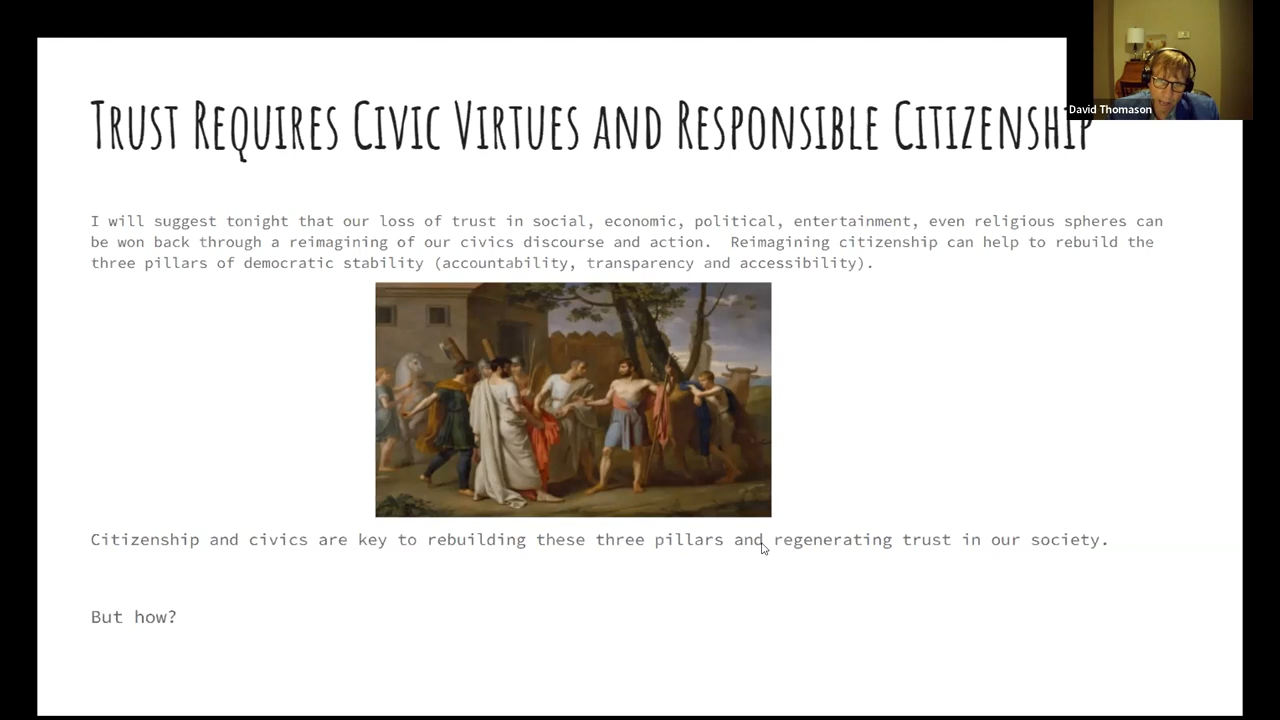 Trust Requires Civic Virtues and Responsible Citizenship
David Thomason
I will suggest tonight that our loss of trust in social, economic, political, entertainment, even religious spheres can
be won back through a reimagining of our civics discourse and action.  Reimagining citizenship can help to rebuild the
three pillars of democratic stability (accountability, transparency and accessibility).
Citizenship and civics are key to rebuilding these three pillars and regenerating trust in our society.
But how?